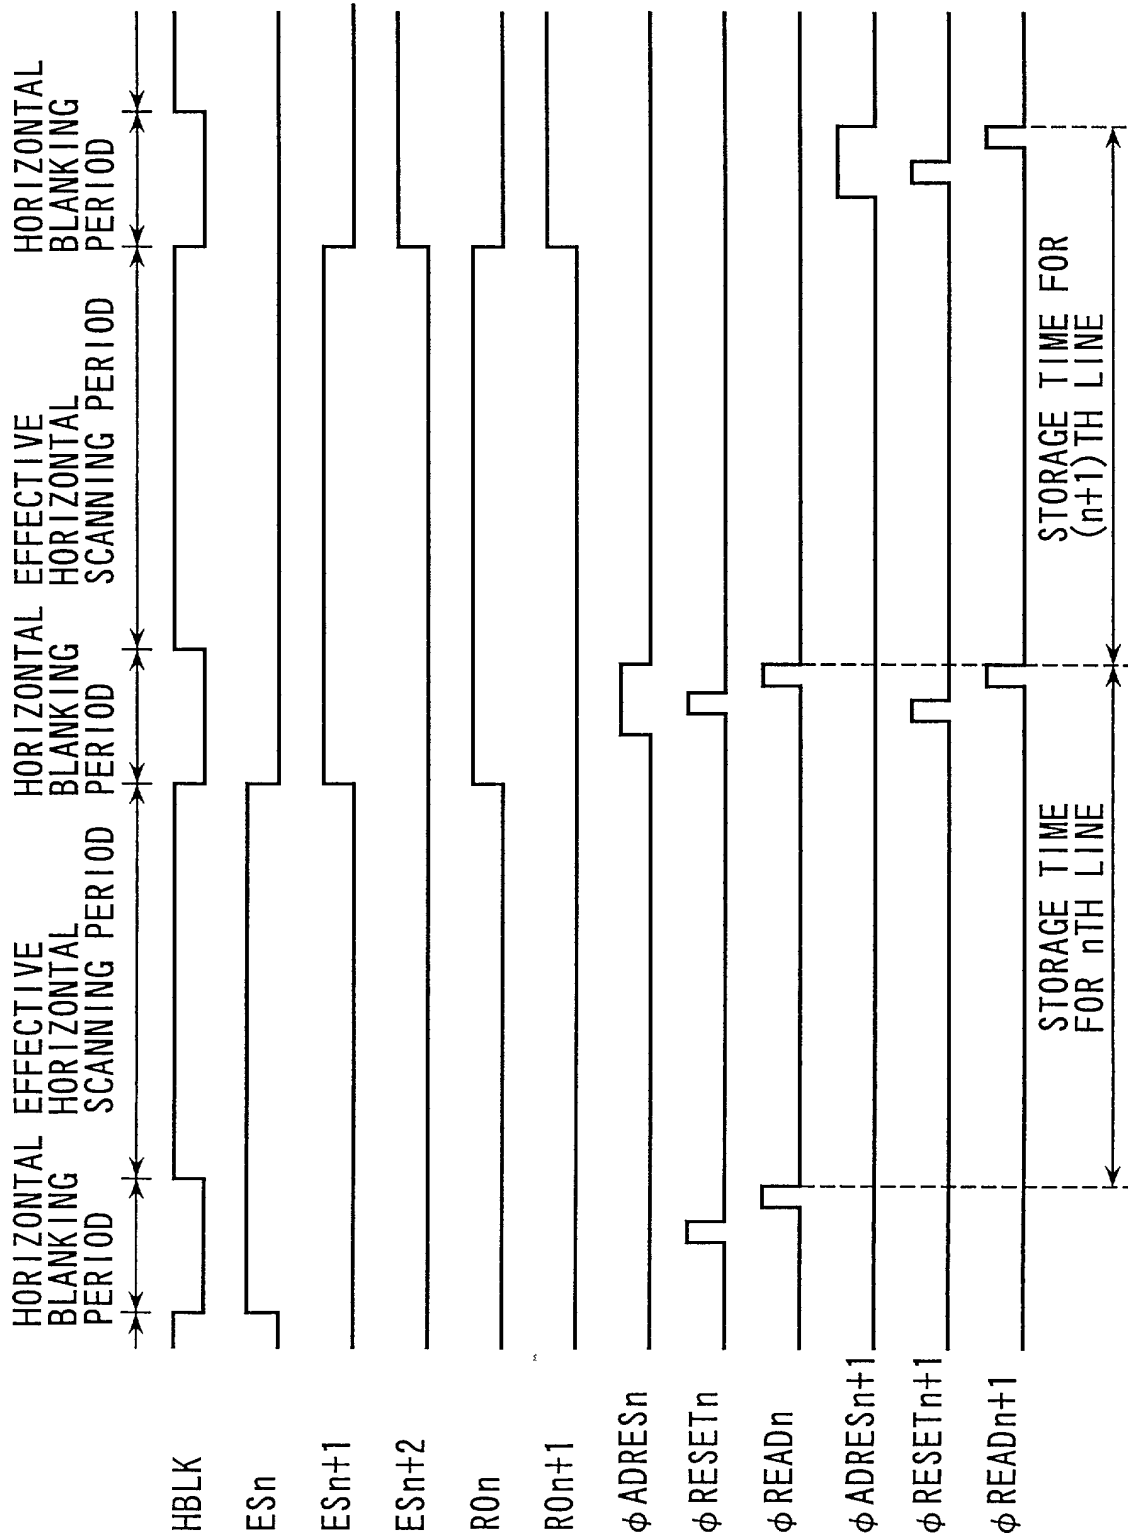 HORIZONTAL
BLANKING
PERIOD
EFFECTIVE
HORIZONTAL
SCANNING PERIOD
HORIZONTAL
BLANKING
PERIOD
EFFECTIVE
HORIZONTAL
SCANNING PERIOD
HORIZONTAL
BLANKING
PERIOD
HBLK
ESn
ESn+1
ESn+2
ROn
ROn+1
φADRESn
φRESETn
φREADn
φADRESn+1
φRESETn+1
φREADn+1
STORAGE TIME
FOR nTH LINE
STORAGE TIME FOR
(n+1)TH LINE